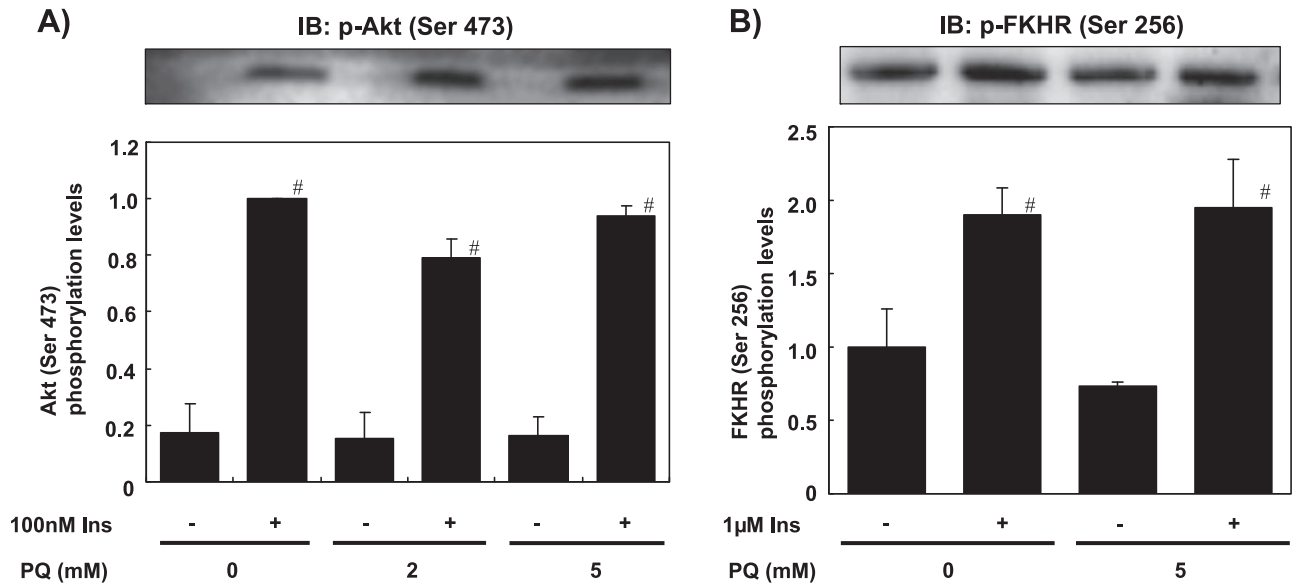 A)
IB: p-Akt (Ser 473)
Akt (Ser 473)
phosphorylation levels
1.2
1.0
0.8
0.6
0.4
0.2
0
#
#
#
100nM Ins - + - + - +
PQ (mM) 0 2 5
B)
IB: p-FKHR (Ser 256)
FKHR (Ser 256)
phosphorylation levels
2.5
2.0
1.5
1.0
0.5
0
#
#
1μM Ins - + - +
PQ (mM) 0 5